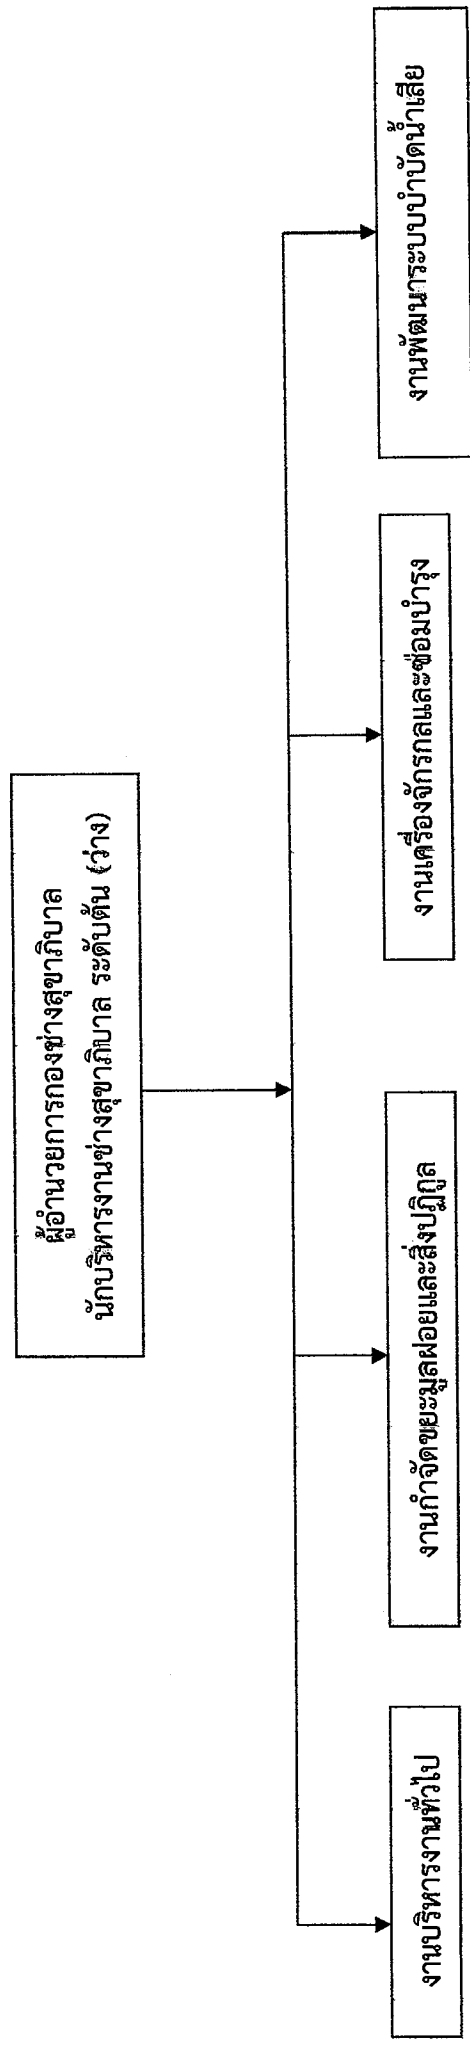 ผู้อำนวยการกองช่างสุขาภิบาล
นักบริหารงานช่างสุขาภิบาล ระดับต้น (ว่าง)
งานบริหารงานทั่วไป
งานกำจัดขยะมูลฝอยและสิ่งปฏิกูล
งานเครื่องจักรกลและซ่อมบำรุง
งานพัฒนาระบบบำบัดน้ำเสีย